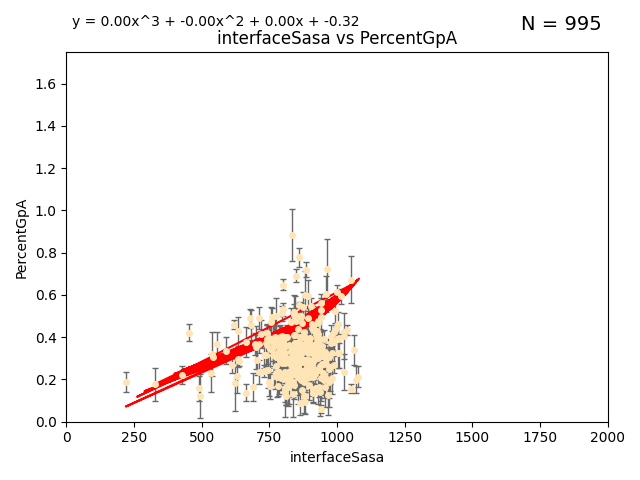 y = 0.00x^3 + -0.00x^2 + 0.00x + -0.32
N = 995
interfaceSasa vs PercentGpA
PercentGpA
1.6
1.4
1.2
1.0
0.8
0.6
0.4
0.2
0.0
0 250 500 750 1000 1250 1500 1750 2000
interfaceSasa